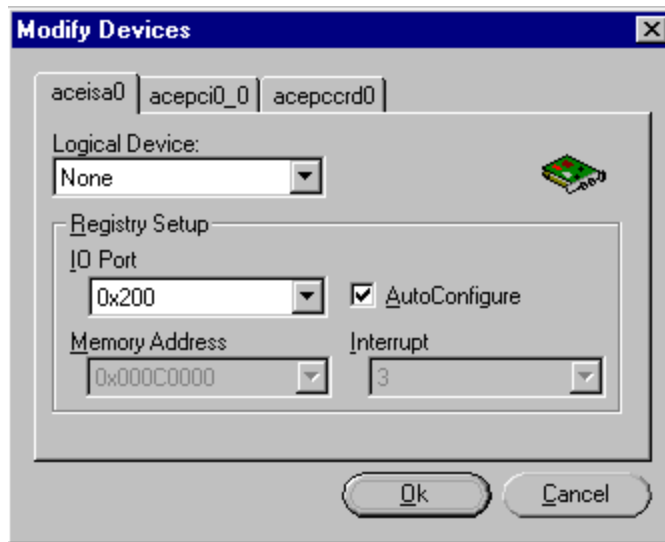 Modify Devices
aceisa0 acepci0_0 acepccrd0
Logical Device:
None
Registry Setup
IO Port
0x200 AutoConfigure
Memory Address Interrupt
0x000C0000 3
Ok Cancel